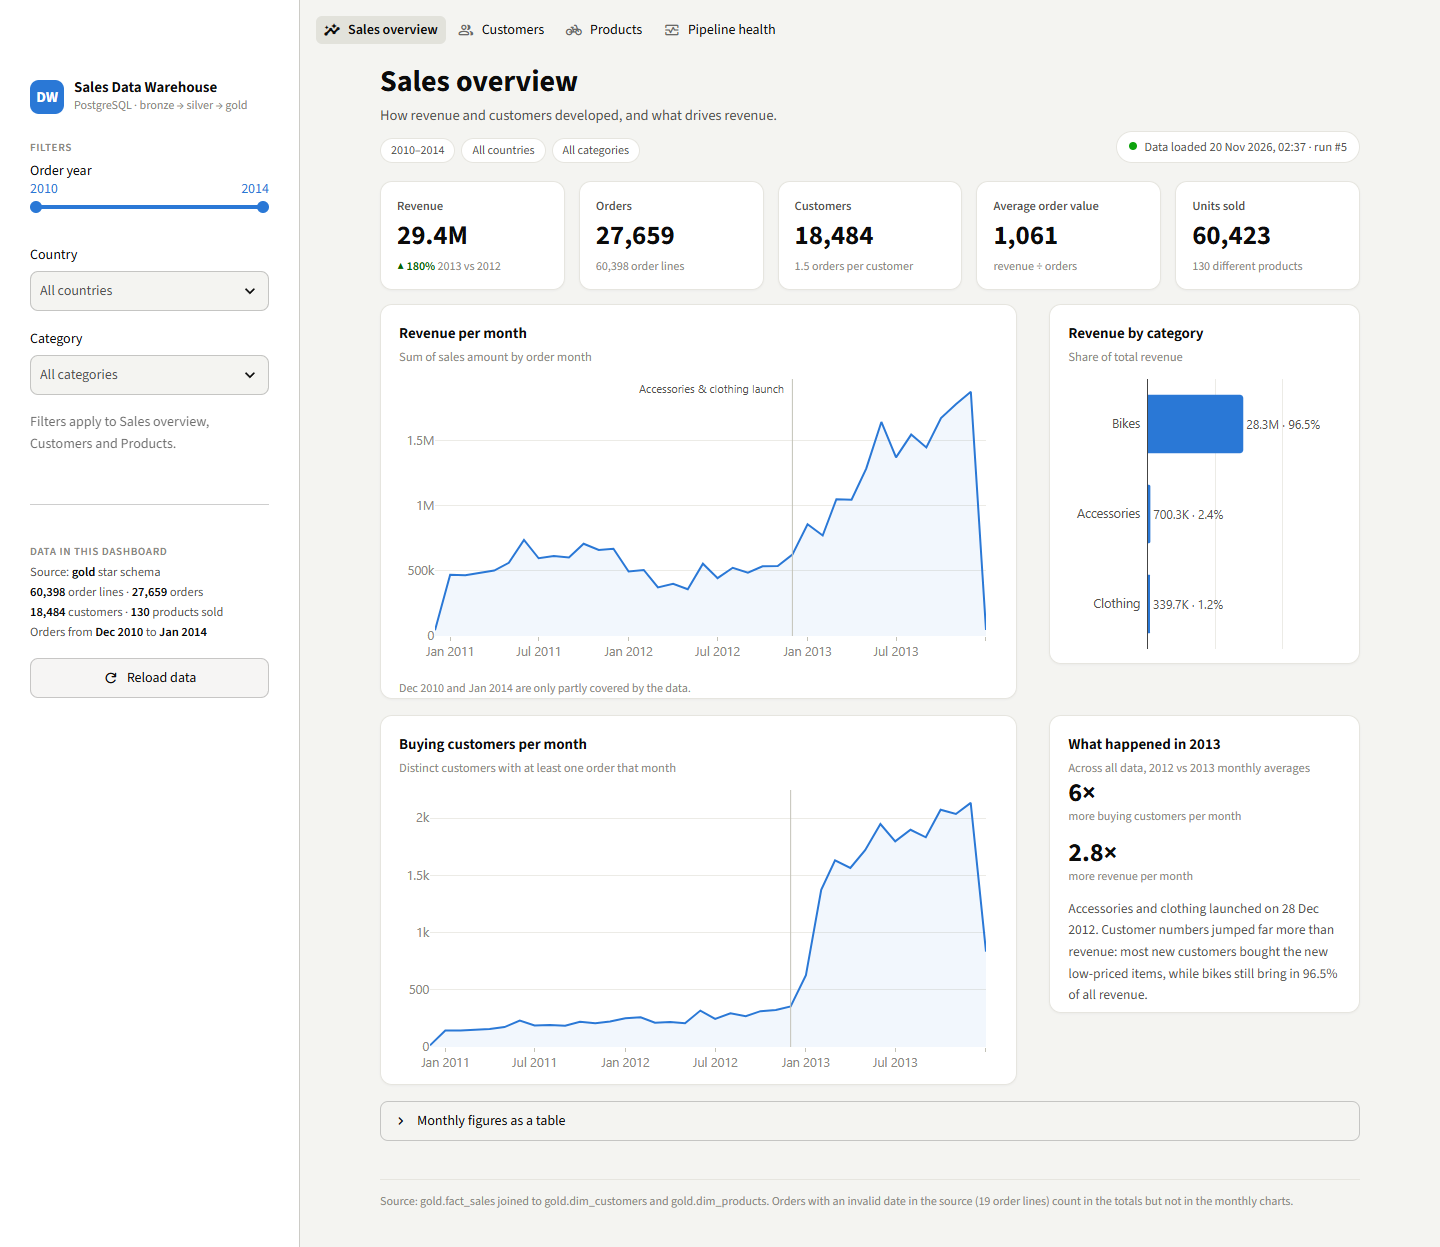 Sales overview
Customers
Products
Pipeline health
DW
Sales Data Warehouse
PostgreSQL · bronze → silver → gold
FILTERS
Order year
2010
2014
Country
All countries
Category
All categories
Filters apply to Sales overview,
Customers and Products.
DATA IN THIS DASHBOARD
Source: gold star schema
60,398 order lines · 27,659 orders
18,484 customers · 130 products sold
Orders from Dec 2010 to Jan 2014
Reload data
Sales overview
How revenue and customers developed, and what drives revenue.
2010–2014
All countries
All categories
Data loaded 20 Nov 2026, 02:37 · run #5
Revenue
29.4M
▲ 180% 2013 vs 2012
Orders
27,659
60,398 order lines
Customers
18,484
1.5 orders per customer
Average order value
1,061
revenue ÷ orders
Units sold
60,423
130 different products
Revenue per month
Sum of sales amount by order month
Accessories & clothing launch
1.5M
1M
500k
0
Jan 2011
Jul 2011
Jan 2012
Jul 2012
Jan 2013
Jul 2013
Dec 2010 and Jan 2014 are only partly covered by the data.
Revenue by category
Share of total revenue
Bikes
28.3M · 96.5%
Accessories
700.3K · 2.4%
Clothing
339.7K · 1.2%
Buying customers per month
Distinct customers with at least one order that month
2k
1.5k
1k
500
0
Jan 2011
Jul 2011
Jan 2012
Jul 2012
Jan 2013
Jul 2013
What happened in 2013
Across all data, 2012 vs 2013 monthly averages
6×
more buying customers per month
2.8×
more revenue per month
Accessories and clothing launched on 28 Dec
2012. Customer numbers jumped far more than
revenue: most new customers bought the new
low-priced items, while bikes still bring in 96.5%
of all revenue.
Monthly figures as a table
Source: gold.fact_sales joined to gold.dim_customers and gold.dim_products. Orders with an invalid date in the source (19 order lines) count in the totals but not in the monthly charts.